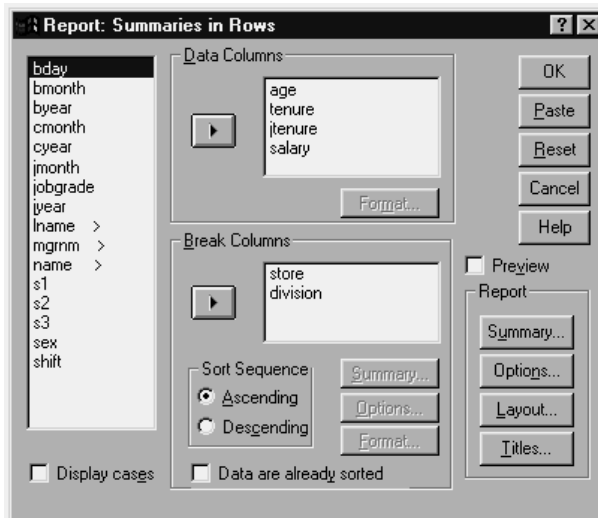 Report: Summaries in Rows
bday
bmonth
byear
cmonth
cyear
jmonth
jobgrade
jyear
lname >
mgrnm >
name >
s1
s2
s3
sex
shift
Display cases
Data Columns
age
tenure
jtenure
salary
Format...
Break Columns
store
division
Sort Sequence
Ascending
Descending
Summary...
Options...
Format...
Data are already sorted
OK
Paste
Reset
Cancel
Help
Preview
Report
Summary...
Options...
Layout...
Titles...